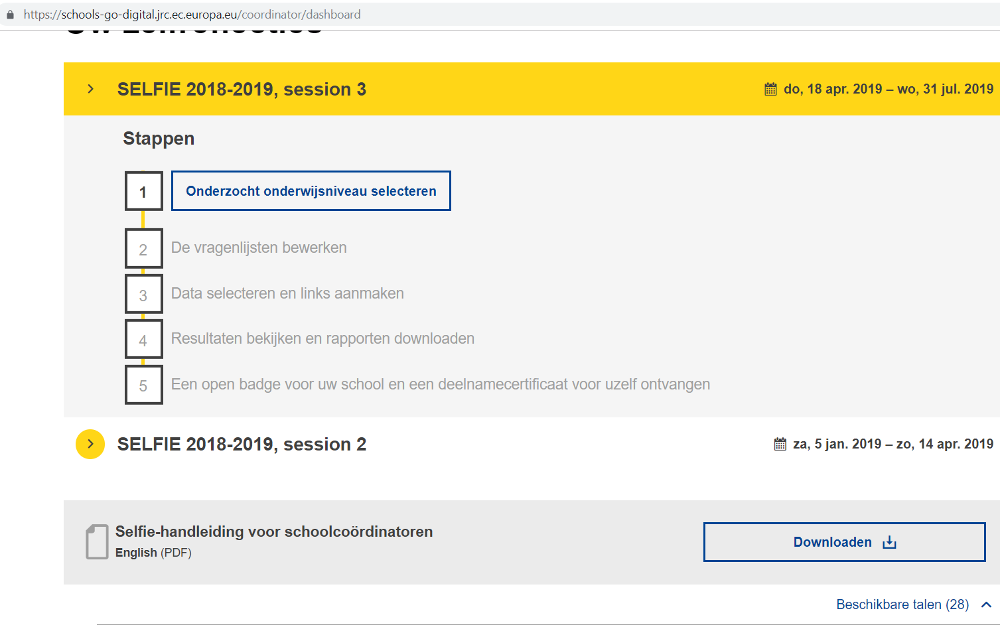 https://schools-go-digital.jrc.ec.europa.eu/coordinator/dashboard
SELFIE 2018-2019, session 3
do, 18 apr. 2019 – wo, 31 jul. 2019
Stappen
1 Onderzocht onderwijsniveau selecteren
2 De vragenlijsten bewerken
3 Data selecteren en links aanmaken
4 Resultaten bekijken en rapporten downloaden
5 Een open badge voor uw school en een deelnamecertificaat voor uzelf ontvangen
SELFIE 2018-2019, session 2
za, 5 jan. 2019 – zo, 14 apr. 2019
Selfie-handleiding voor schoolcoördinatoren
English (PDF)
Downloaden
Beschikbare talen (28)